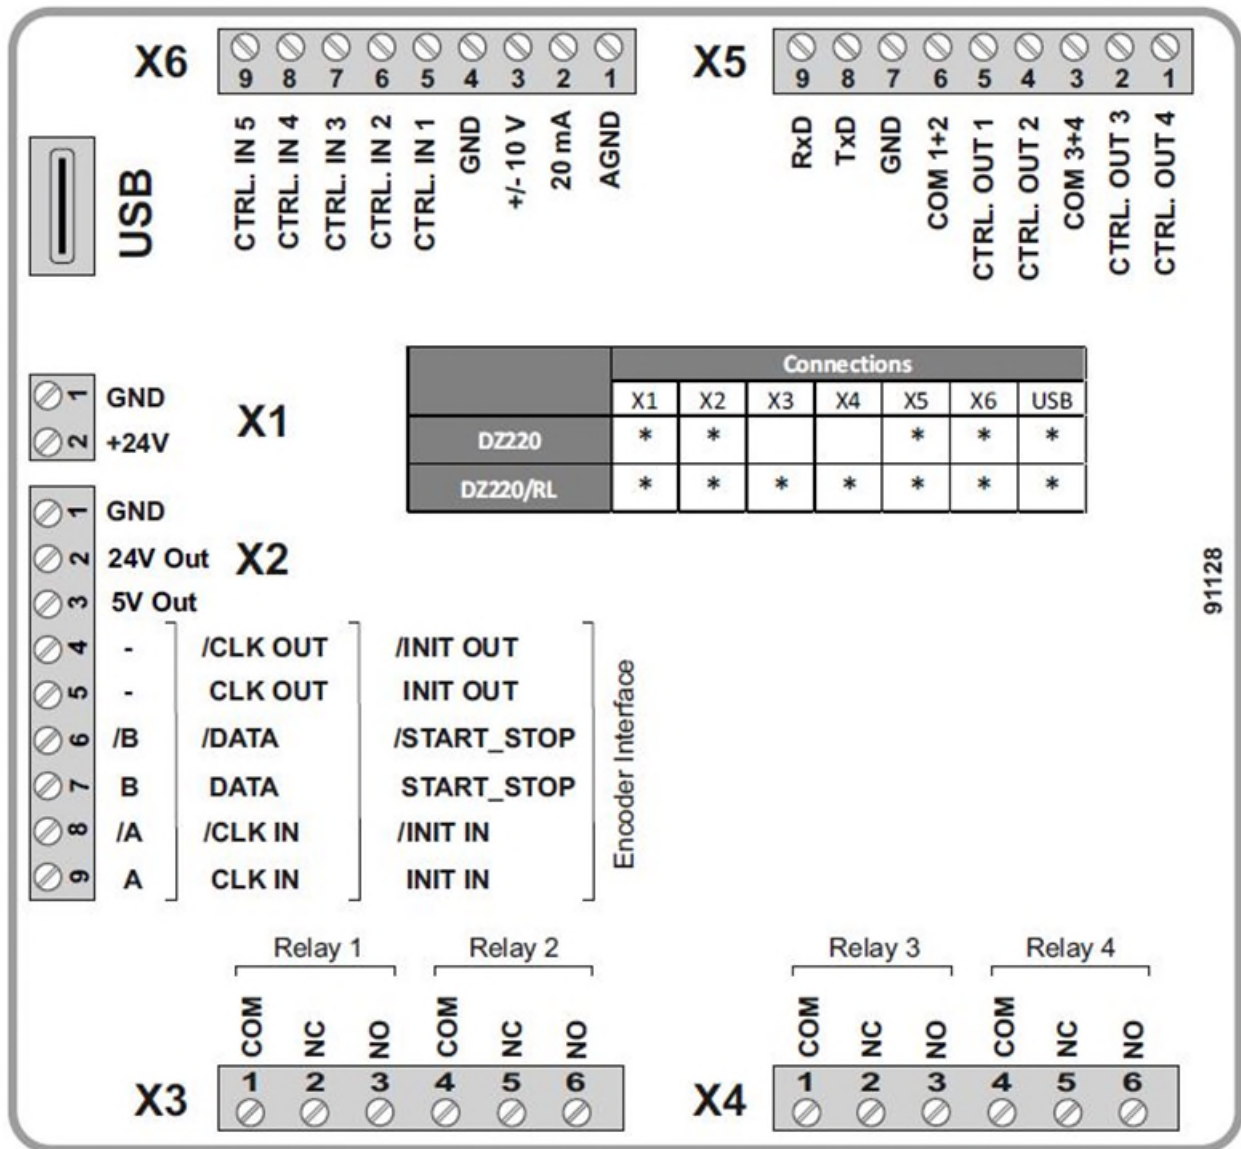 X6
9 8 7 6 5 4 3 2 1
CTRL. IN 5
CTRL. IN 4
CTRL. IN 3
CTRL. IN 2
CTRL. IN 1
GND
+/- 10 V
20 mA
AGND
X5
9 8 7 6 5 4 3 2 1
RxD
TxD
GND
COM 1+2
CTRL. OUT 1
CTRL. OUT 2
COM 3+4
CTRL. OUT 3
CTRL. OUT 4
USB
1 GND
2 +24V
X1
Connections
X1 X2 X3 X4 X5 X6 USB
DZ220 * * * * *
DZ220/RL * * * * * * *
1 GND
2 24V Out
X2
3 5V Out
4 - /CLK OUT /INIT OUT
5 - CLK OUT INIT OUT
6 /B /DATA /START_STOP
7 B DATA START_STOP
8 /A /CLK IN /INIT IN
9 A CLK IN INIT IN
Encoder Interface
91128
Relay 1 Relay 2
COM NC NO COM NC NO
X3
1 2 3 4 5 6
Relay 3 Relay 4
COM NC NO COM NC NO
X4
1 2 3 4 5 6